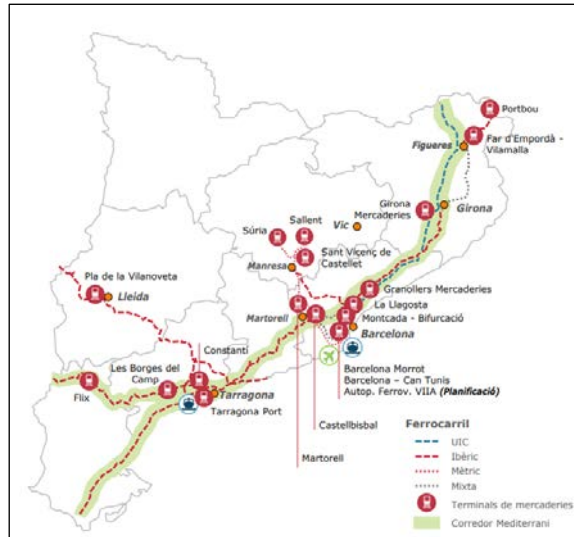 Portbou
Far d'Empordà -
Vilamalla
Figueres
Girona
Mercaderies
Girona
Sallent
Súria
Vic
Sant Vicenç de
Castellet
Manresa
Pla de la Vilanoveta
Lleida
Granollers Mercaderies
La Llagosta
Martorell
Montcada - Bifurcació
Barcelona
Constantí
Les Borges del
Camp
Tarragona
Flix
Tarragona Port
Barcelona Morrot
Barcelona – Can Tunis
Autop. Ferrov. VIIA (Planificació)
Castellbisbal
Martorell
Ferrocarril
UIC
Ibèric
Mètric
Mixta
Terminals de mercaderies
Corredor Mediterrani